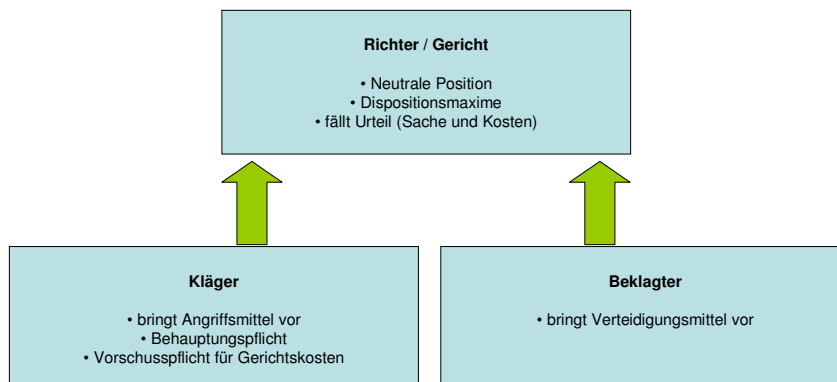 Richter / Gericht
• Neutrale Position
• Dispositionsmaxime
• fällt Urteil (Sache und Kosten)
Kläger
• bringt Angriffsmittel vor
• Behauptungspflicht
• Vorschusspflicht für Gerichtskosten
Beklagter
• bringt Verteidigungsmittel vor